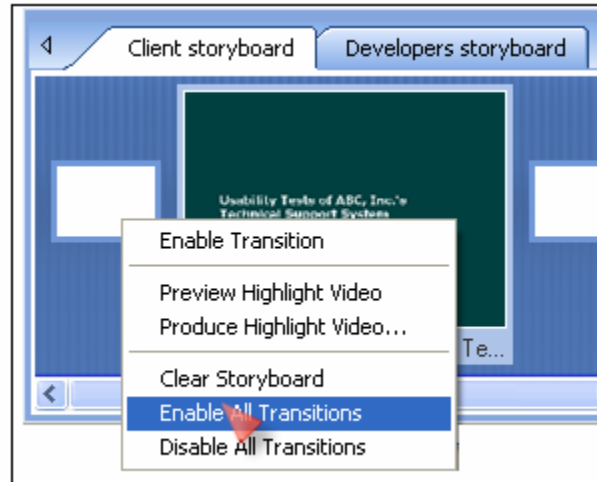 Client storyboard
Developers storyboard
Usability Tests of ABC, Inc.'s
Technical Support System
Enable Transition
Preview Highlight Video
Produce Highlight Video...
Te...
Clear Storyboard
Enable All Transitions
Disable All Transitions